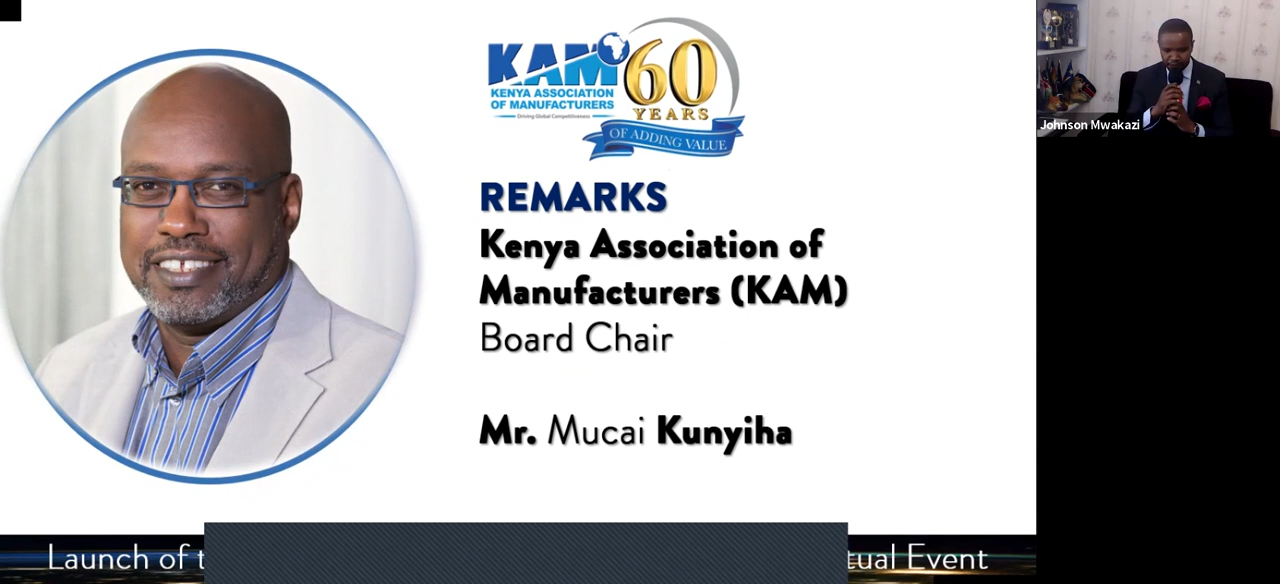 KAM
KENYA ASSOCIATION
OF MANUFACTURERS
Driving Global Competitiveness
60
YEARS
OF ADDING VALUE
REMARKS
Kenya Association of
Manufacturers (KAM)
Board Chair
Mr. Mucai Kunyiha
Launch of t
tual Event
Johnson Mwakazi